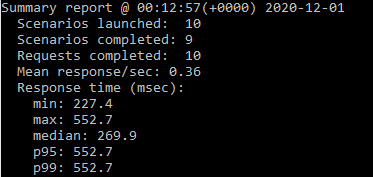 Summary report @ 00:12:57(+0000) 2020-12-01
Scenarios launched:  10
Scenarios completed: 9
Requests completed:  10
Mean response/sec: 0.36
Response time (msec):
min: 227.4
max: 552.7
median: 269.9
p95: 552.7
p99: 552.7